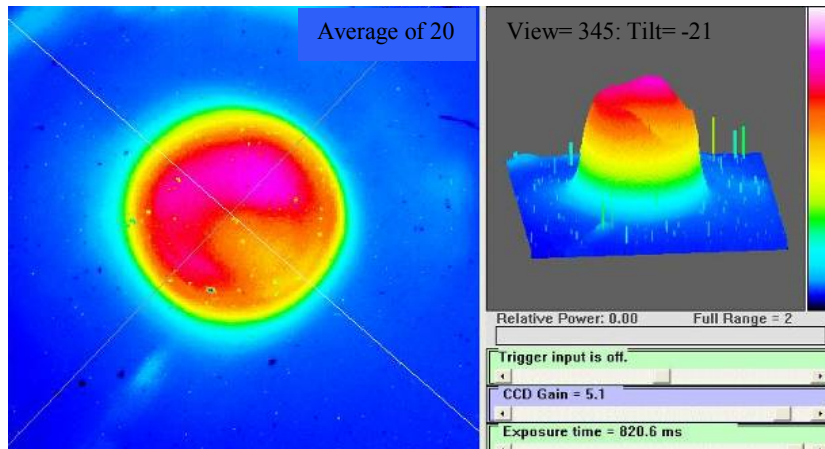 Average of 20
View= 345: Tilt= -21
Relative Power: 0.00 Full Range = 2
Trigger input is off.
CCD Gain = 5.1
Exposure time = 820.6 ms